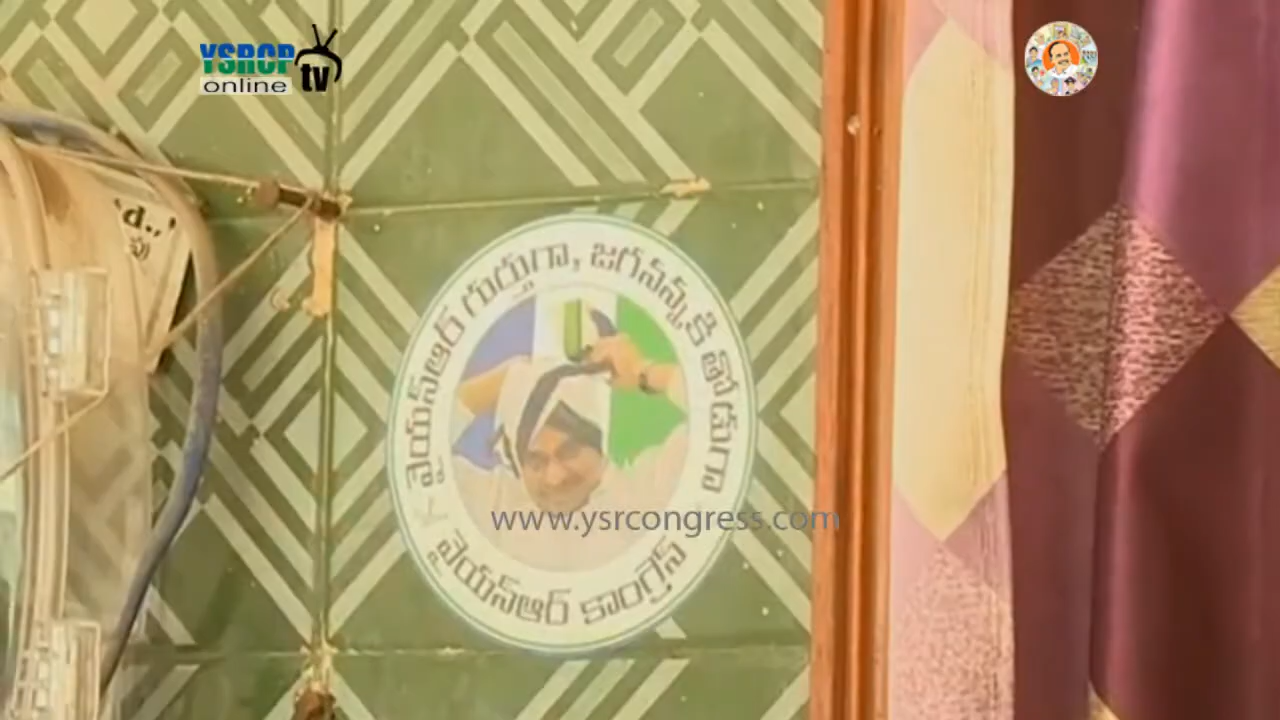 YSRCP
online
tv
d..,
వైయస్ఆర్ గుర్తుగా, జగనన్నకి తోడుగా
వైయస్ఆర్ కాంగ్రెస్
www.ysrcongress.com